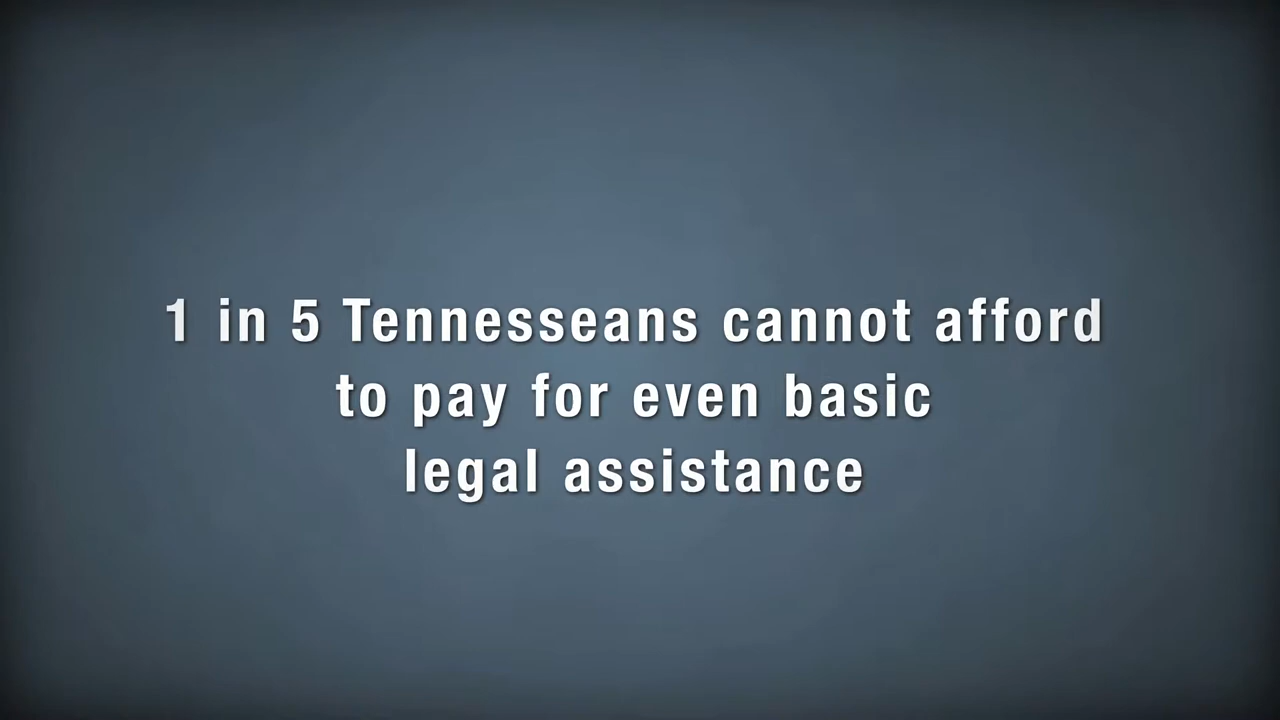 1 in 5 Tennesseans cannot afford
to pay for even basic
legal assistance